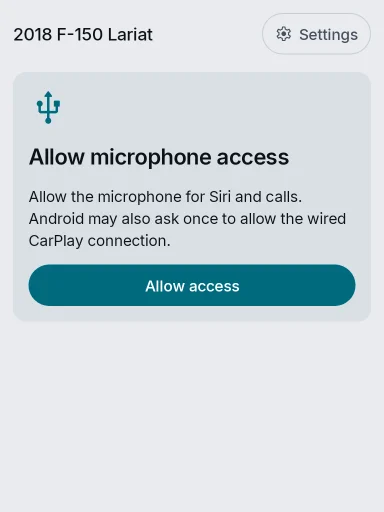 2018 F-150 Lariat
Settings
Allow microphone access
Allow the microphone for Siri and calls.
Android may also ask once to allow the wired
CarPlay connection.
Allow access